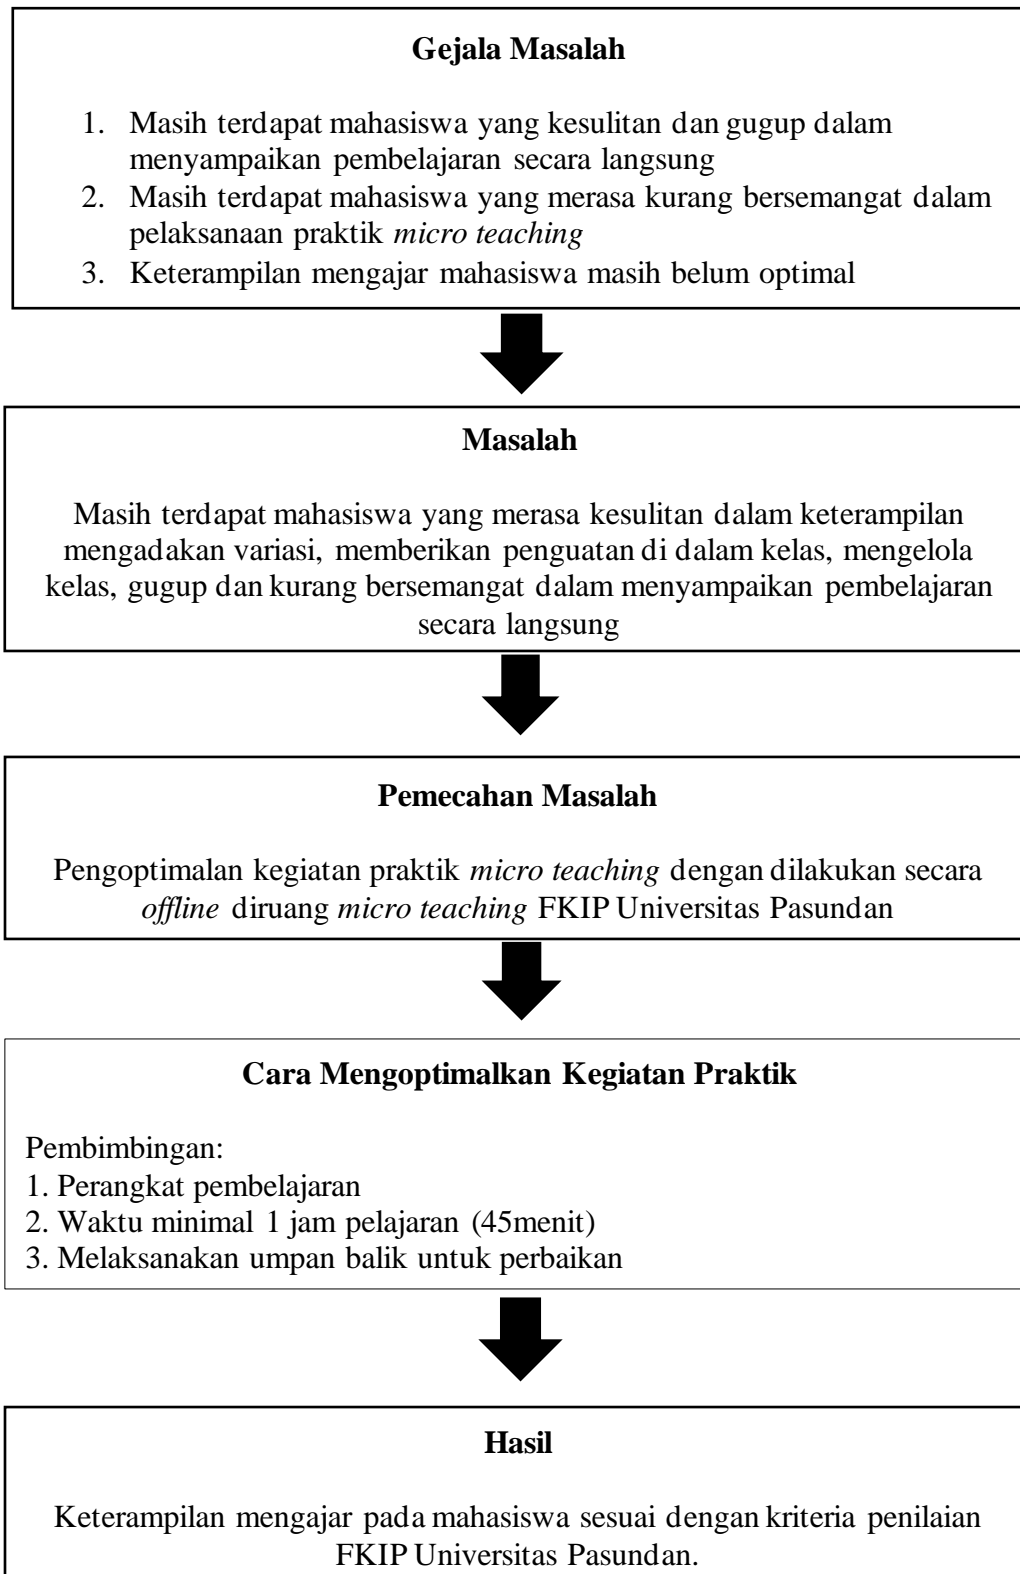 Gejala Masalah
1. Masih terdapat mahasiswa yang kesulitan dan gugup dalam
menyampaikan pembelajaran secara langsung
2. Masih terdapat mahasiswa yang merasa kurang bersemangat dalam
pelaksanaan praktik micro teaching
3. Keterampilan mengajar mahasiswa masih belum optimal
Masalah
Masih terdapat mahasiswa yang merasa kesulitan dalam keterampilan
mengadakan variasi, memberikan penguatan di dalam kelas, mengelola
kelas, gugup dan kurang bersemangat dalam menyampaikan pembelajaran
secara langsung
Pemecahan Masalah
Pengoptimalan kegiatan praktik micro teaching dengan dilakukan secara
offline diruang micro teaching FKIP Universitas Pasundan
Cara Mengoptimalkan Kegiatan Praktik
Pembimbingan:
1. Perangkat pembelajaran
2. Waktu minimal 1 jam pelajaran (45menit)
3. Melaksanakan umpan balik untuk perbaikan
Hasil
Keterampilan mengajar pada mahasiswa sesuai dengan kriteria penilaian
FKIP Universitas Pasundan.